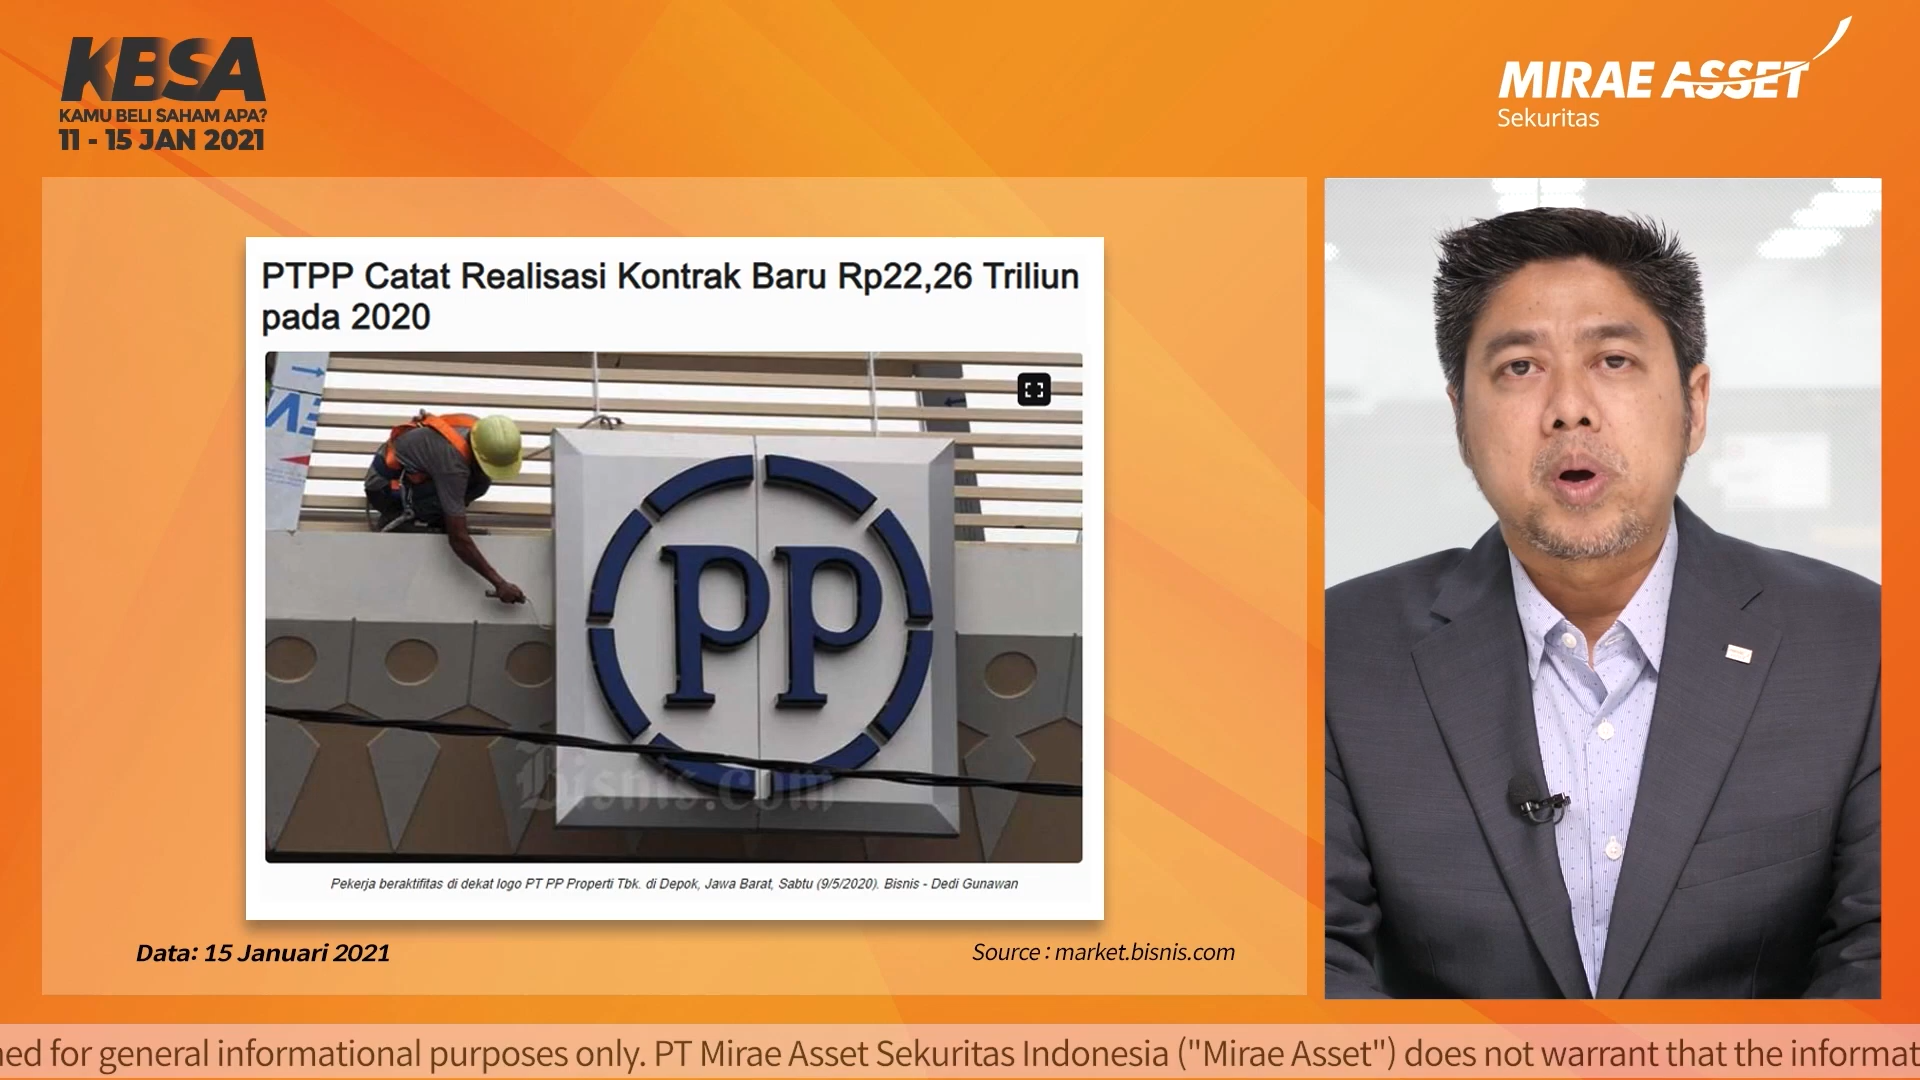 KBSA
KAMU BELI SAHAM APA?
11 - 15 JAN 2021
MIRAE ASSET
Sekuritas
PTPP Catat Realisasi Kontrak Baru Rp22,26 Triliun
pada 2020
pp
Bisnis.com
Pekerja beraktifitas di dekat logo PT PP Properti Tbk. di Depok, Jawa Barat, Sabtu (9/5/2020). Bisnis - Dedi Gunawan
Data: 15 Januari 2021
Source : market.bisnis.com
for general informational purposes only. PT Mirae Asset Sekuritas Indonesia ("Mirae Asset") does not warrant that the